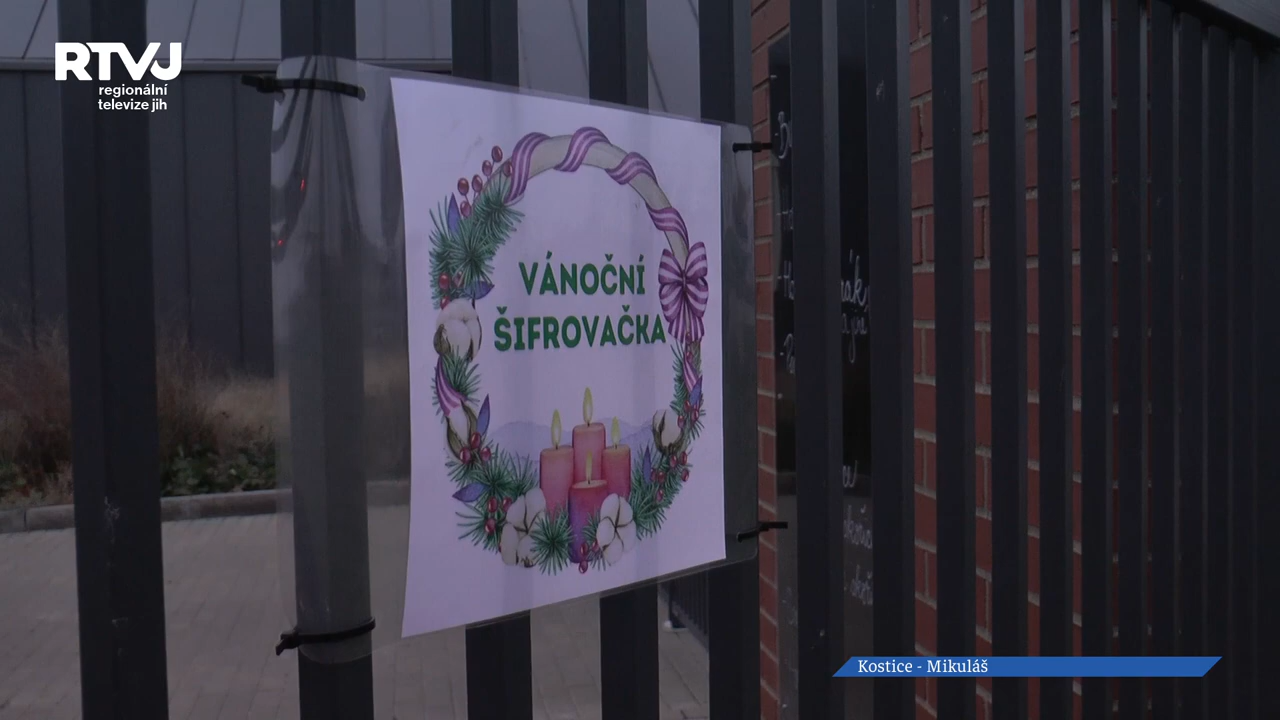 RTVJ
regionální
televize jih
VÁNOČNÍ
ŠIFROVAČKA
Kostice - Mikuláš